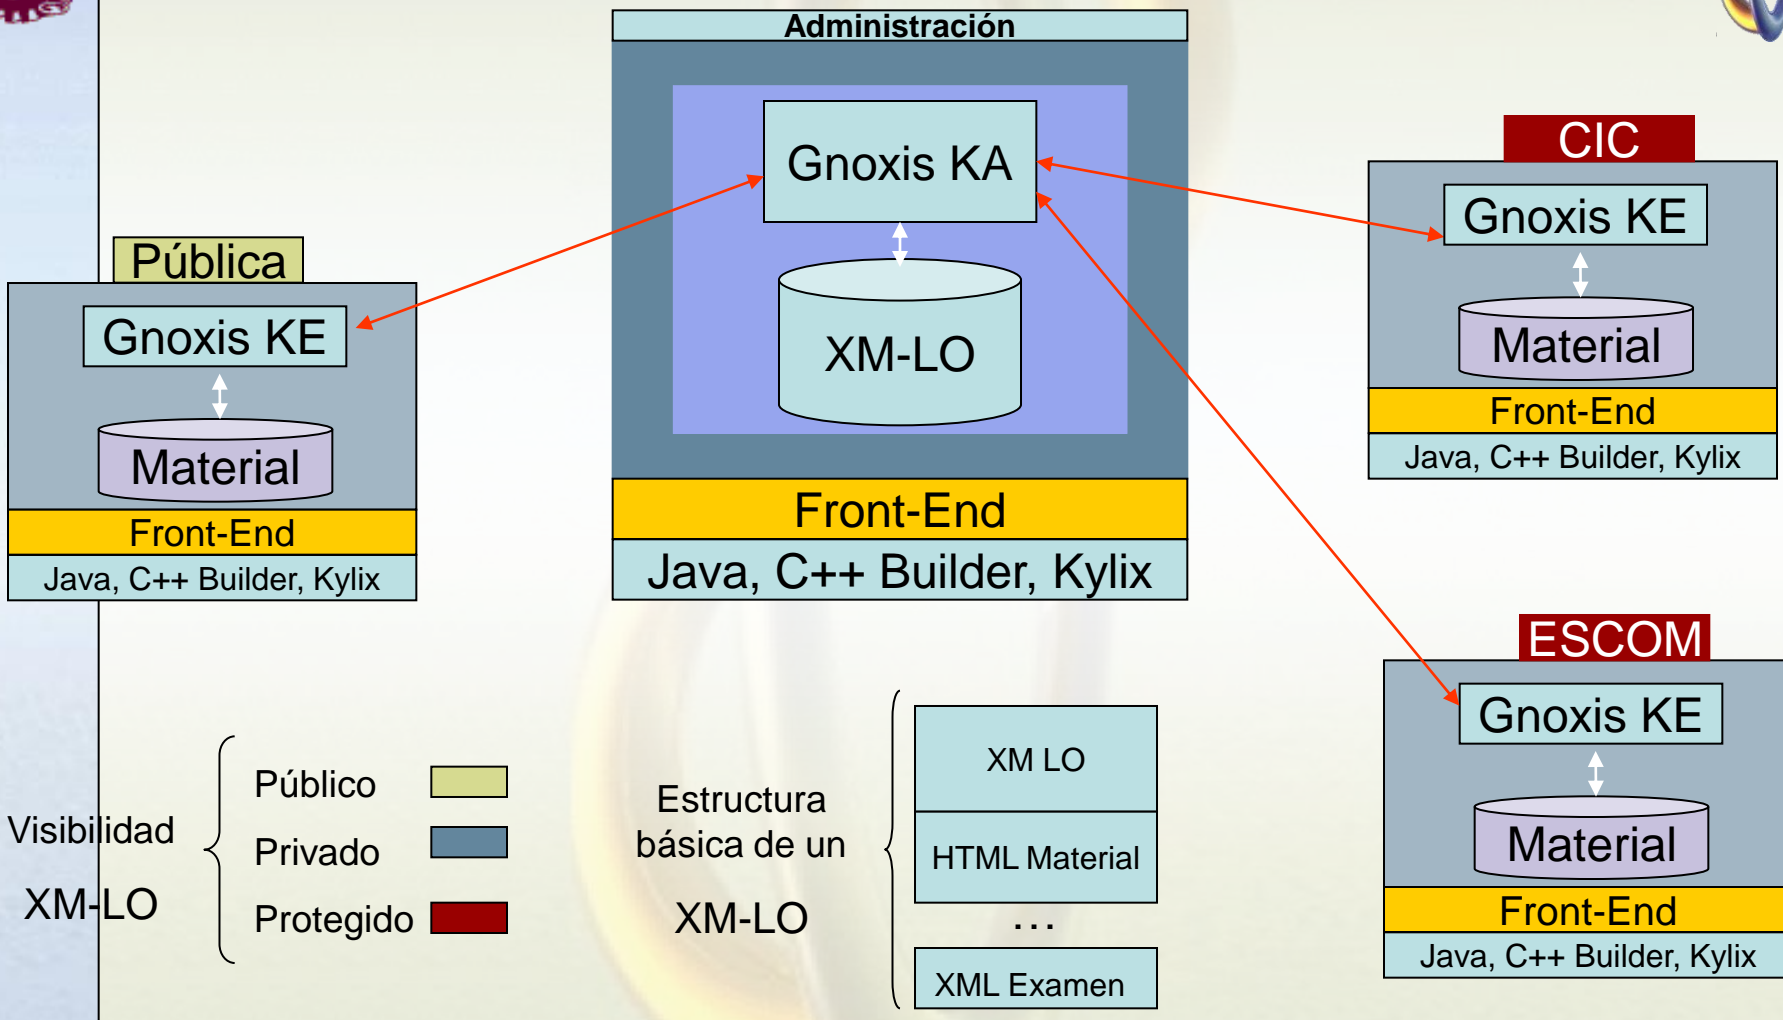 Administración
Gnoxis KA
XM-LO
Front-End
Java, C++ Builder, Kylix
Pública
Gnoxis KE
Material
Front-End
Java, C++ Builder, Kylix
CIC
Gnoxis KE
Material
Front-End
Java, C++ Builder, Kylix
ESCOM
Gnoxis KE
Material
Front-End
Java, C++ Builder, Kylix
Visibilidad
XM-LO
Público
Privado
Protegido
Estructura
básica de un
XM-LO
XM LO
HTML Material
...
XML Examen